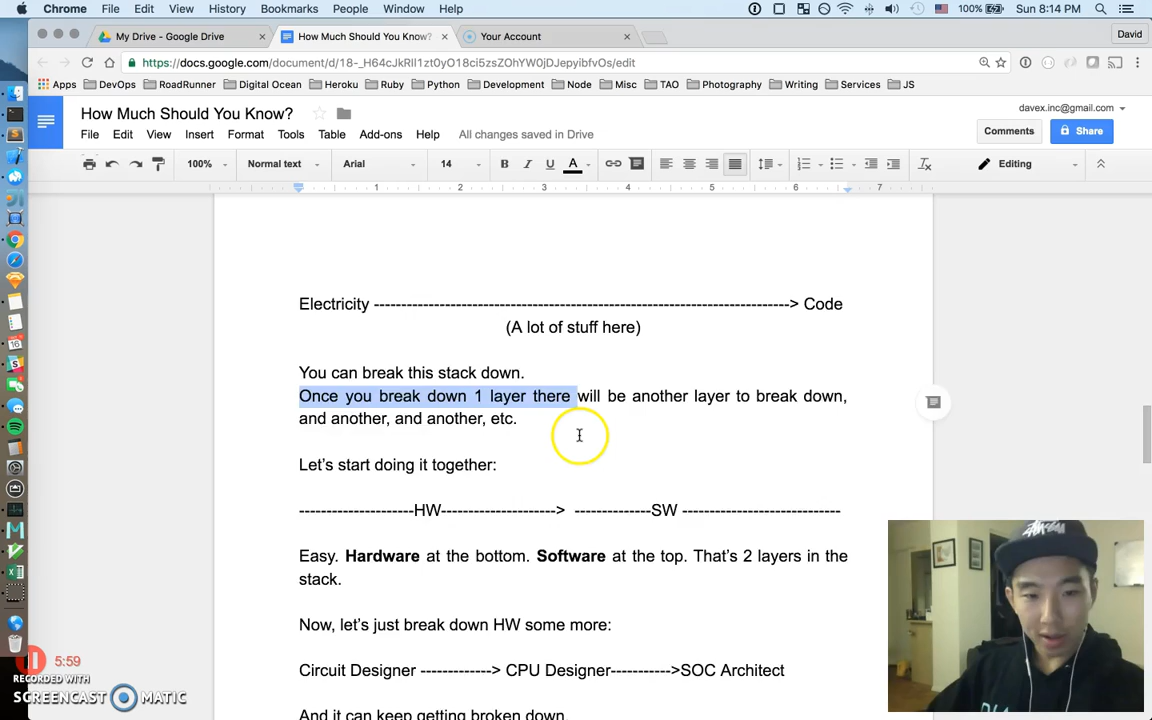 Chrome File Edit View History Bookmarks People Window Help 100% Sun 8:14 PM
My Drive - Google Drive × How Much Should You Know? × Your Account ×
David
https://docs.google.com/document/d/18-_H64cJkRlI1zt0yO18ci5zsZOhYW0jDJepyibfvOs/edit
Apps DevOps RoadRunner Digital Ocean Heroku Ruby Python Development Node Misc TAO Photography Writing Services JS
How Much Should You Know?
davex.inc@gmail.com
File Edit View Insert Format Tools Table Add-ons Help All changes saved in Drive
Comments Share
100% Normal text Arial 14 B I U A Editing
1 2 3 4 5 6 7
Electricity ----------------------------------------------------------------------------> Code
(A lot of stuff here)
You can break this stack down.
Once you break down 1 layer there will be another layer to break down,
and another, and another, etc.
Let's start doing it together:
---------------------HW---------------------> --------------SW -----------------------------
Easy. Hardware at the bottom. Software at the top. That's 2 layers in the
stack.
Now, let's just break down HW some more:
Circuit Designer -------------> CPU Designer----------->SOC Architect
And it can keep getting broken down.
5:59
RECORDED WITH
SCREENCAST MATIC